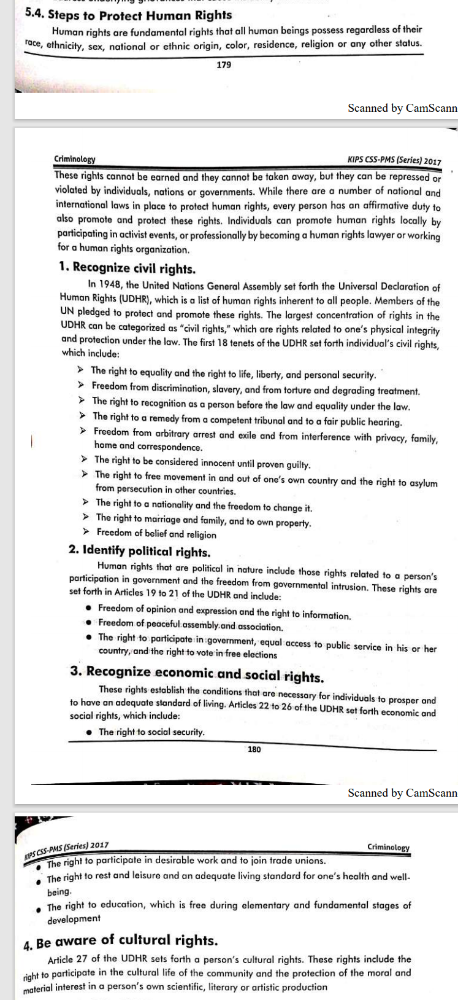 5.4. Steps to Protect Human Rights
Human rights are fundamental rights that all human beings possess regardless of their
race, ethnicity, sex, national or ethnic origin, color, residence, religion or any other status.
179
Scanned by CamScann
Criminology KIPS CSS-PMS (Series) 2017
These rights cannot be earned and they cannot be taken away, but they can be repressed or
violated by individuals, nations or governments. While there are a number of national and
international laws in place to protect human rights, every person has an affirmative duty to
also promote and protect these rights. Individuals can promote human rights locally by
participating in activist events, or professionally by becoming a human rights lawyer or working
for a human rights organization.
1. Recognize civil rights.
In 1948, the United Nations General Assembly set forth the Universal Declaration of
Human Rights (UDHR), which is a list of human rights inherent to all people. Members of the
UN pledged to protect and promote these rights. The largest concentration of rights in the
UDHR can be categorized as "civil rights," which are rights related to one's physical integrity
and protection under the law. The first 18 tenets of the UDHR set forth individual's civil rights,
which include:
➢ The right to equality and the right to life, liberty, and personal security.
➢ Freedom from discrimination, slavery, and from torture and degrading treatment.
➢ The right to recognition as a person before the law and equality under the law.
➢ The right to a remedy from a competent tribunal and to a fair public hearing.
➢ Freedom from arbitrary arrest and exile and from interference with privacy, family,
home and correspondence.
➢ The right to be considered innocent until proven guilty.
➢ The right to free movement in and out of one's own country and the right to asylum
from persecution in other countries.
➢ The right to a nationality and the freedom to change it.
➢ The right to marriage and family, and to own property.
➢ Freedom of belief and religion
2. Identify political rights.
Human rights that are political in nature include those rights related to a person's
participation in government and the freedom from governmental intrusion. These rights are
set forth in Articles 19 to 21 of the UDHR and include:
● Freedom of opinion and expression and the right to information.
● Freedom of peaceful assembly and association.
● The right to participate in government, equal access to public service in his or her
country, and the right to vote in free elections
3. Recognize economic and social rights.
These rights establish the conditions that are necessary for individuals to prosper and
to have an adequate standard of living. Articles 22 to 26 of the UDHR set forth economic and
social rights, which include:
● The right to social security.
180
Scanned by CamScann
KIPS CSS-PMS (Series) 2017 Criminology
● The right to participate in desirable work and to join trade unions.
● The right to rest and leisure and an adequate living standard for one's health and well-
being.
● The right to education, which is free during elementary and fundamental stages of
development
4. Be aware of cultural rights.
Article 27 of the UDHR sets forth a person's cultural rights. These rights include the
right to participate in the cultural life of the community and the protection of the moral and
material interest in a person's own scientific, literary or artistic production